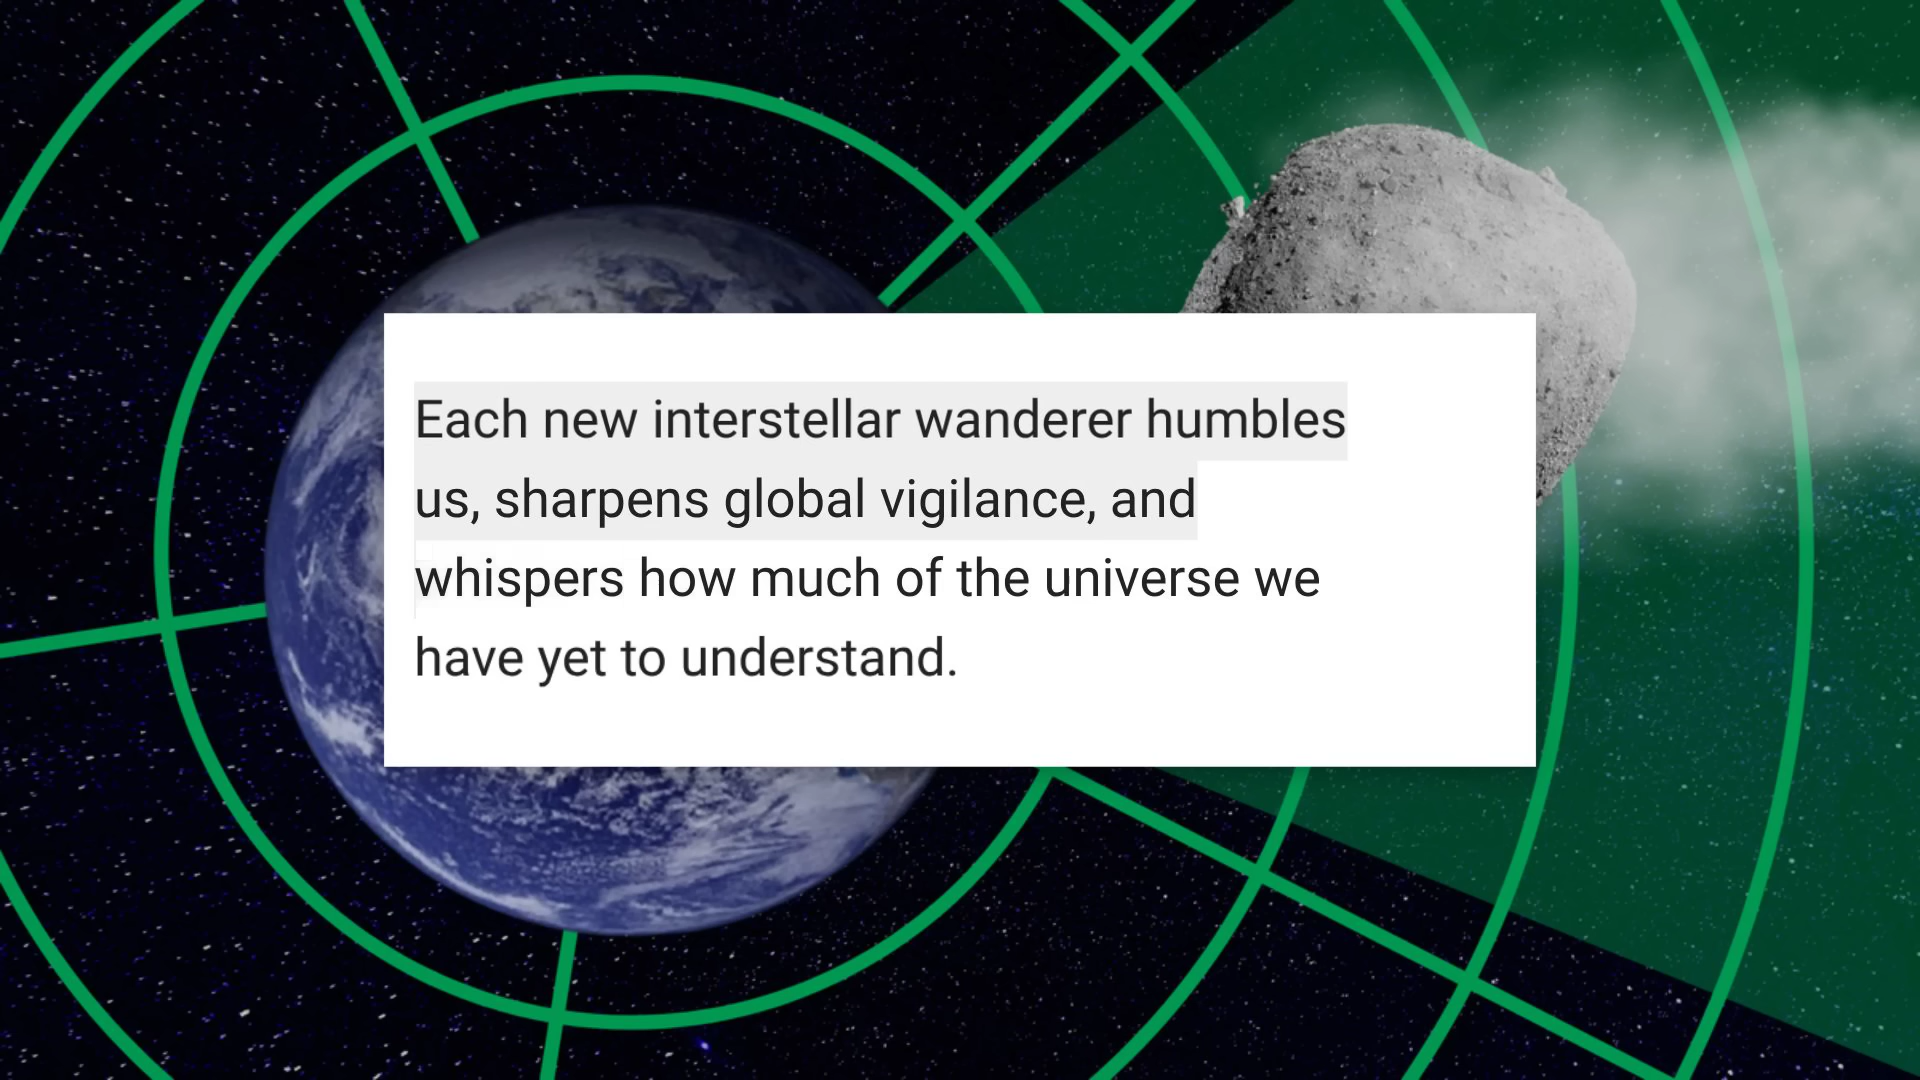 Each new interstellar wanderer humbles
us, sharpens global vigilance, and
whispers how much of the universe we
have yet to understand.